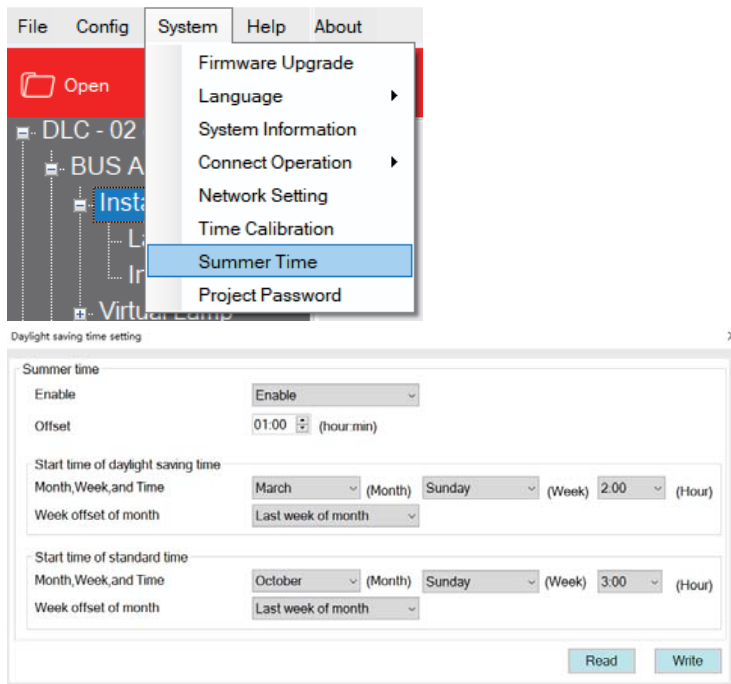 File Config System Help About
Open
Firmware Upgrade
Language
System Information
Connect Operation
Network Setting
Time Calibration
Summer Time
Project Password
DLC - 02
BUS A
Insta
Virtual Lamp
Daylight saving time setting
Summer time
Enable Enable
Offset 01:00 (hour:min)
Start time of daylight saving time
Month,Week,and Time March (Month) Sunday (Week) 2:00 (Hour)
Week offset of month Last week of month
Start time of standard time
Month,Week,and Time October (Month) Sunday (Week) 3:00 (Hour)
Week offset of month Last week of month
Read Write